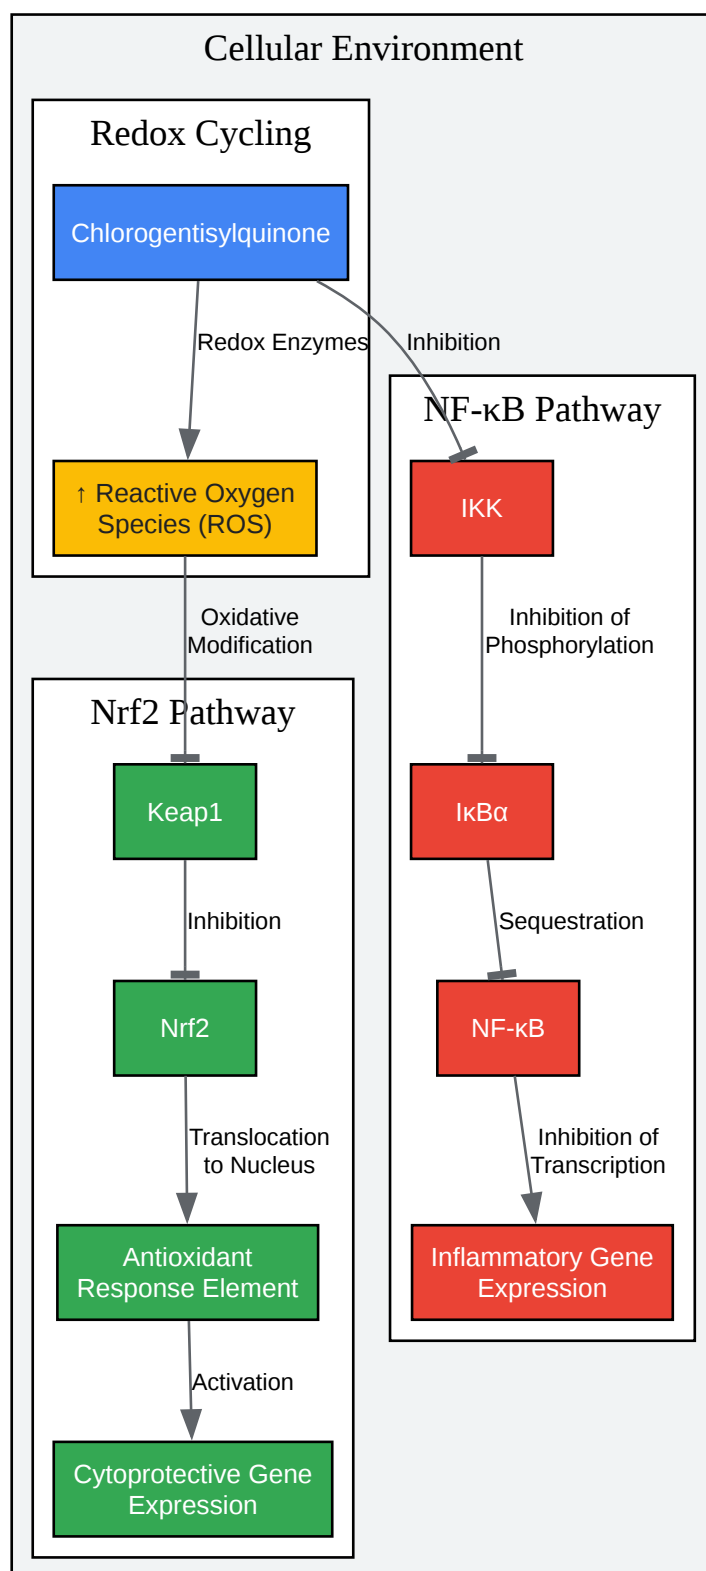 Cellular Environment
Redox Cycling
Chlorogentisylquinone
Redox Enzymes
Inhibition
↑ Reactive Oxygen
Species (ROS)
Oxidative
Modification
Nrf2 Pathway
Keap1
Inhibition
Nrf2
Translocation
to Nucleus
Antioxidant
Response Element
Activation
Cytoprotective Gene
Expression
NF-κB Pathway
IKK
Inhibition of
Phosphorylation
IκBα
Sequestration
NF-κB
Inhibition of
Transcription
Inflammatory Gene
Expression